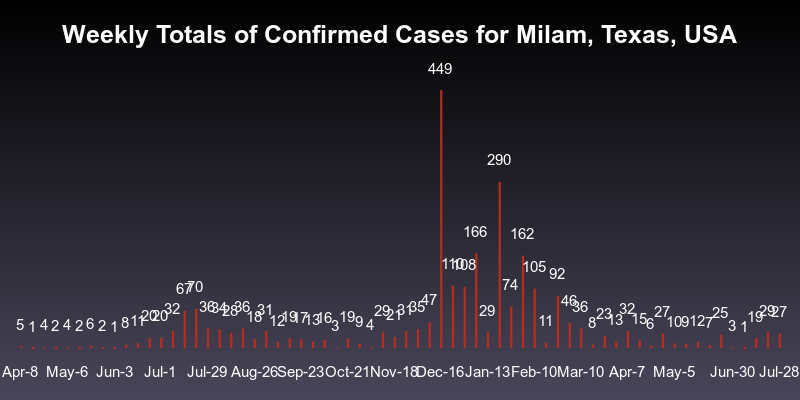 Weekly Totals of Confirmed Cases for Milam, Texas, USA
449
290
166
162
110 108 105
74 92
67 70
5 1 4 2 4 2 6 2 1 8 11 20 20 32 36 34 28 36 18 31 12 19 17 13 16 3 19 9 4 29 21 31 35 47 29 11 46 36 8 23 13 32 15 6 27 10 9 12 7 25 3 1 19 29 27
Apr-8 May-6 Jun-3 Jul-1 Jul-29 Aug-26 Sep-23 Oct-21 Nov-18 Dec-16 Jan-13 Feb-10 Mar-10 Apr-7 May-5 Jun-30 Jul-28